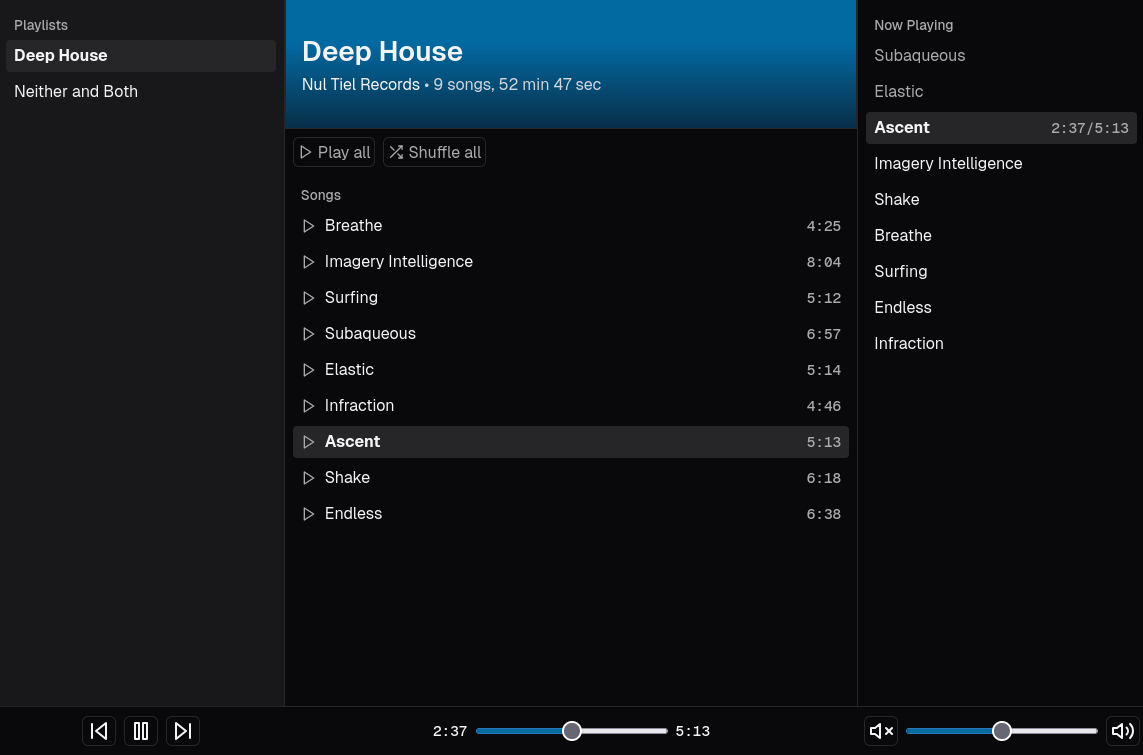 Playlists
Deep House
Neither and Both
Deep House
Nul Tiel Records • 9 songs, 52 min 47 sec
Play all Shuffle all
Songs
Breathe 4:25
Imagery Intelligence 8:04
Surfing 5:12
Subaqueous 6:57
Elastic 5:14
Infraction 4:46
Ascent 5:13
Shake 6:18
Endless 6:38
Now Playing
Subaqueous
Elastic
Ascent 2:37/5:13
Imagery Intelligence
Shake
Breathe
Surfing
Endless
Infraction
2:37 5:13